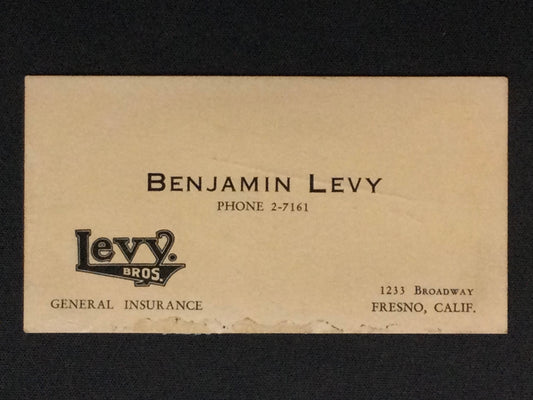 BENJAMIN LEVY
PHONE 2-7161
Levy.
BROS.
GENERAL INSURANCE
1233 BROADWAY
FRESNO, CALIF.